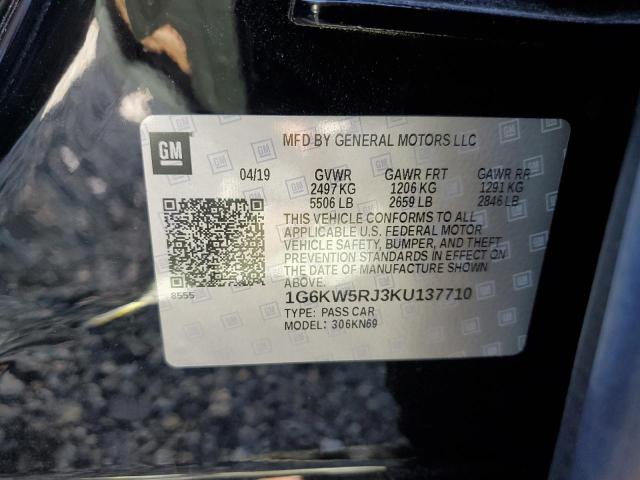 GM
MFD BY GENERAL MOTORS LLC
04/19 GVWR GAWR FRT GAWR RR
2497 KG 1206 KG 1291 KG
5506 LB 2659 LB 2846 LB
THIS VEHICLE CONFORMS TO ALL
APPLICABLE U.S. FEDERAL MOTOR
VEHICLE SAFETY, BUMPER, AND THEFT
PREVENTION STANDARDS IN EFFECT ON
THE DATE OF MANUFACTURE SHOWN
ABOVE.
8555
1G6KW5RJ3KU137710
TYPE: PASS CAR
MODEL: 306KN69